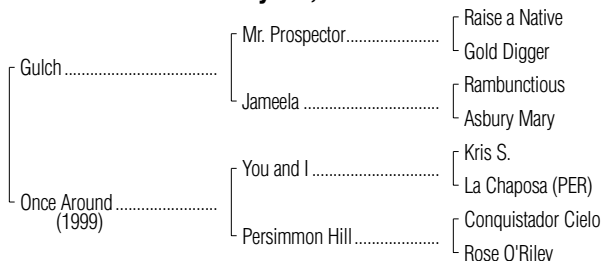 Raise a Native
Mr. Prospector....................
Gold Digger
Gulch ....................................
Rambunctious
Jameela ...............................
Asbury Mary
Kris S.
You and I ..............................
La Chaposa (PER)
Once Around ........................
(1999)
Conquistador Cielo
Persimmon Hill....................
Rose O'Riley